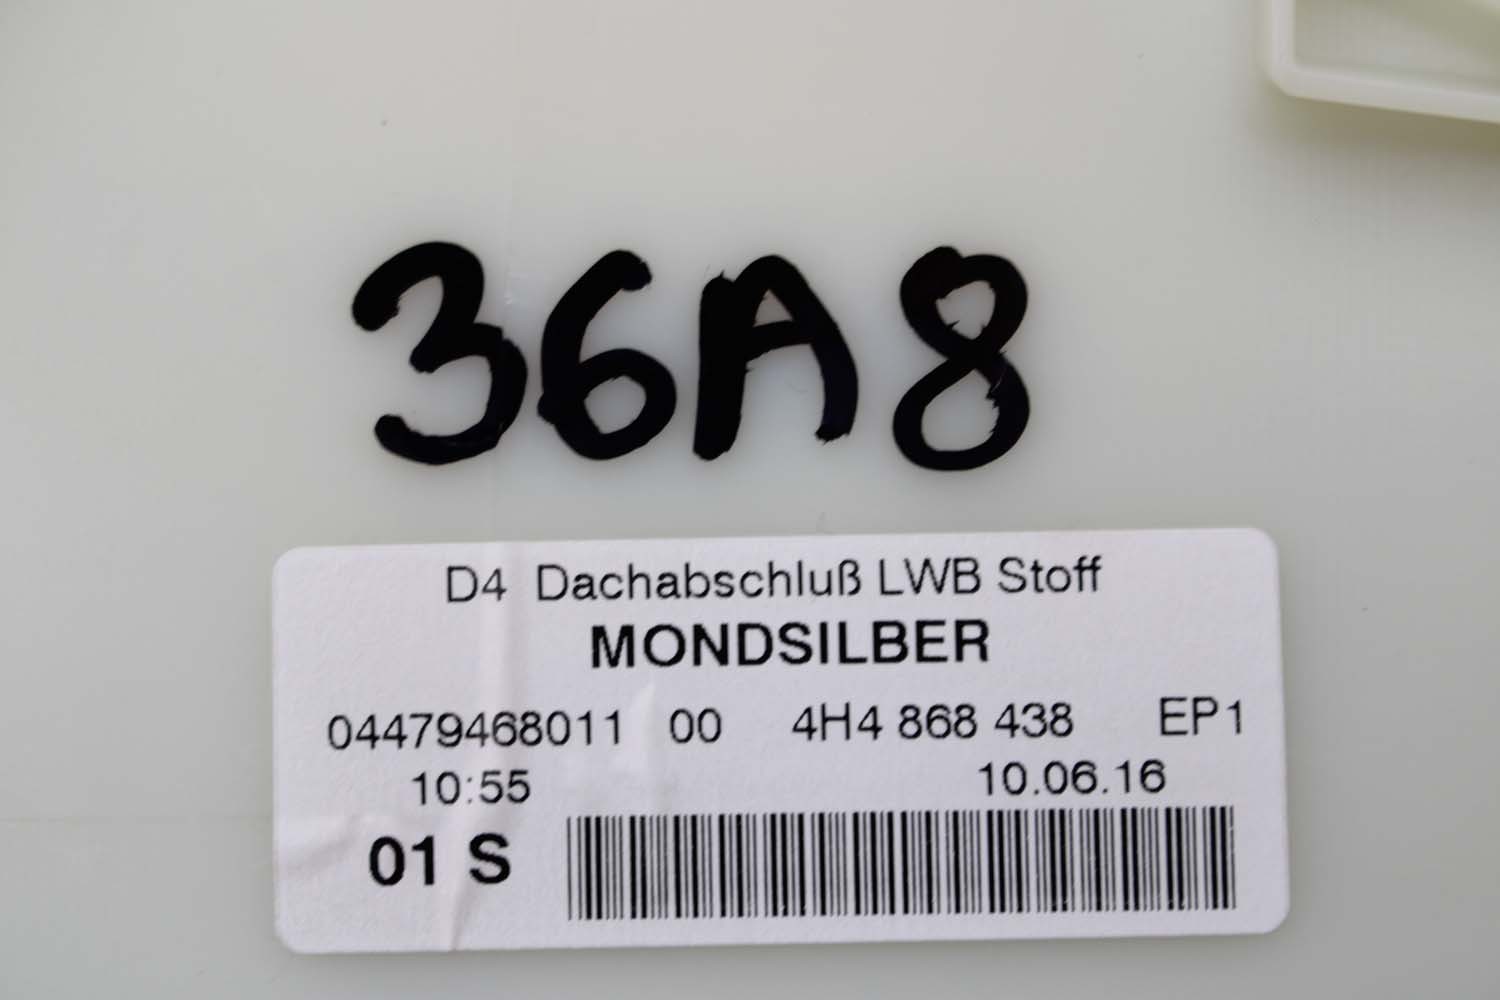 36A8
D4 Dachabschluß LWB Stoff
MONDSILBER
04479468011 00 4H4 868 438 EP1
10:55 10.06.16
01 S